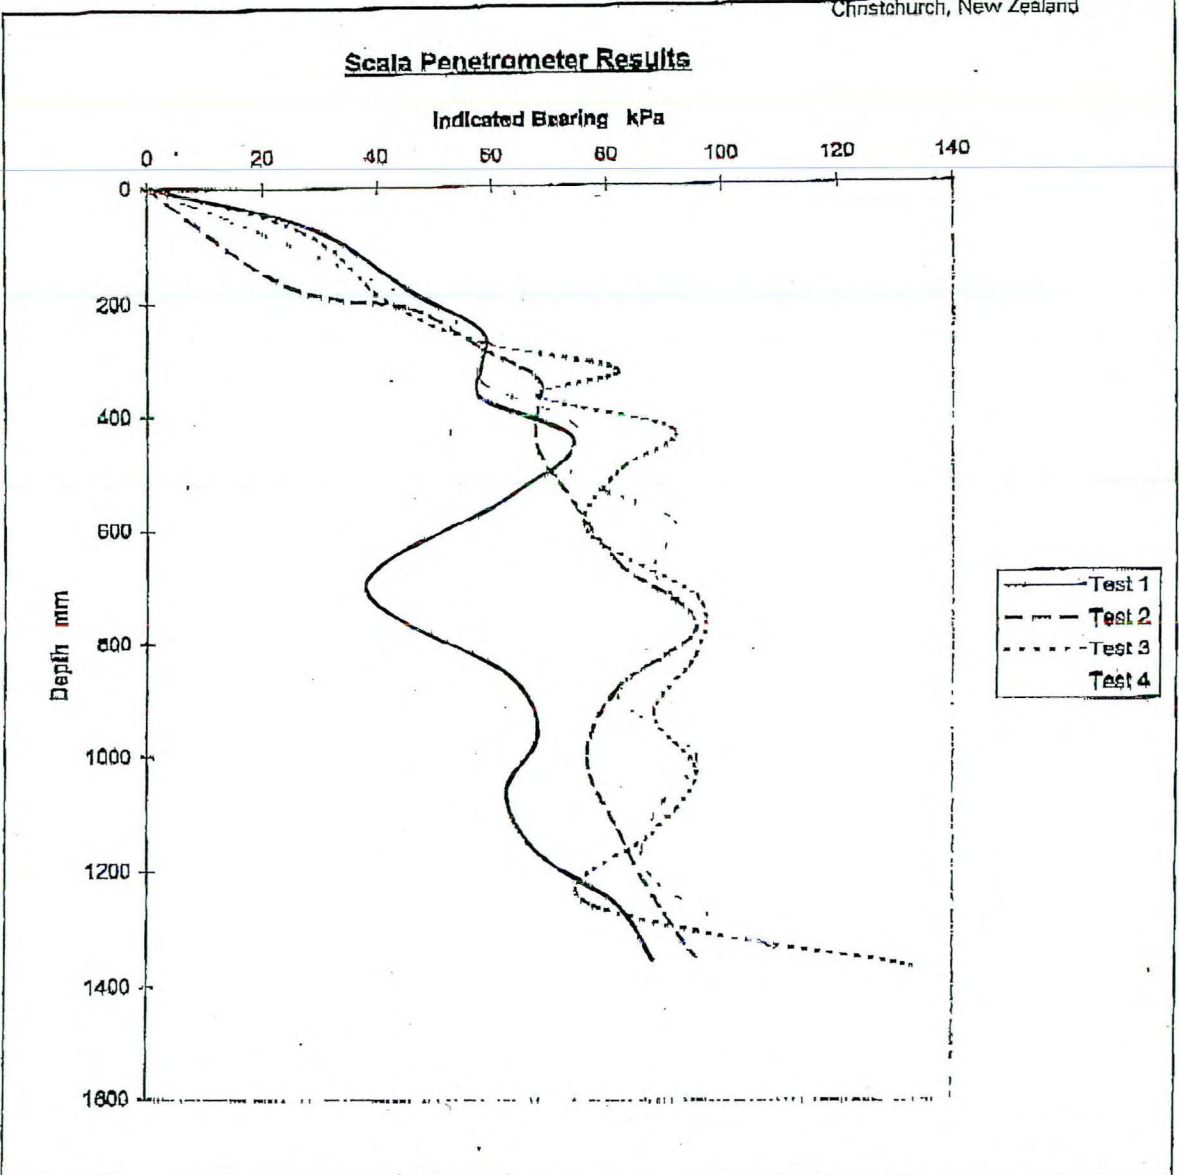 Christchurch, New Zealand
Scala Penetrometer Results
Indicated Bearing kPa
0 20 40 60 80 100 120 140
0
200
400
600
800
1000
1200
1400
1600
Depth mm
Test 1
Test 2
Test 3
Test 4